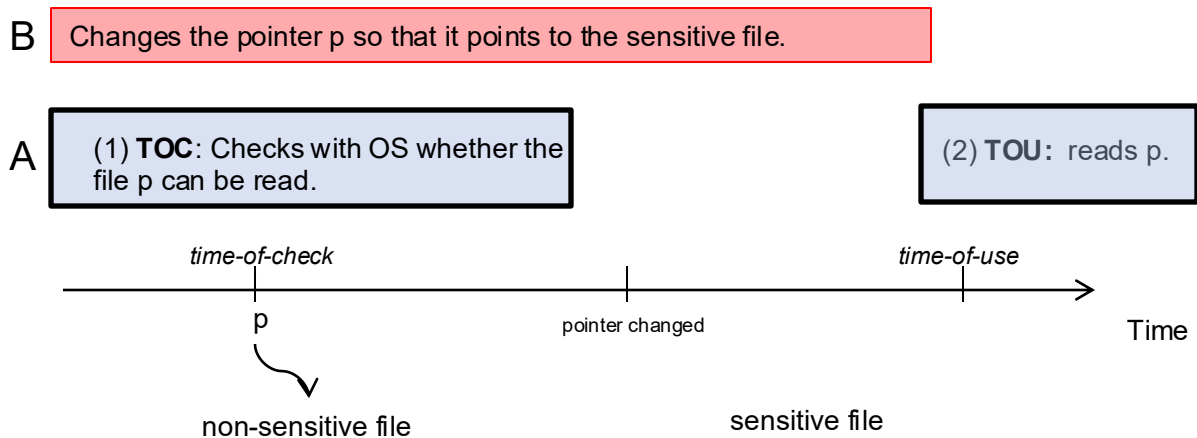 B
Changes the pointer p so that it points to the sensitive file.
A
(1) TOC: Checks with OS whether the
file p can be read.
(2) TOU: reads p.
time-of-check
time-of-use
p
pointer changed
Time
non-sensitive file
sensitive file